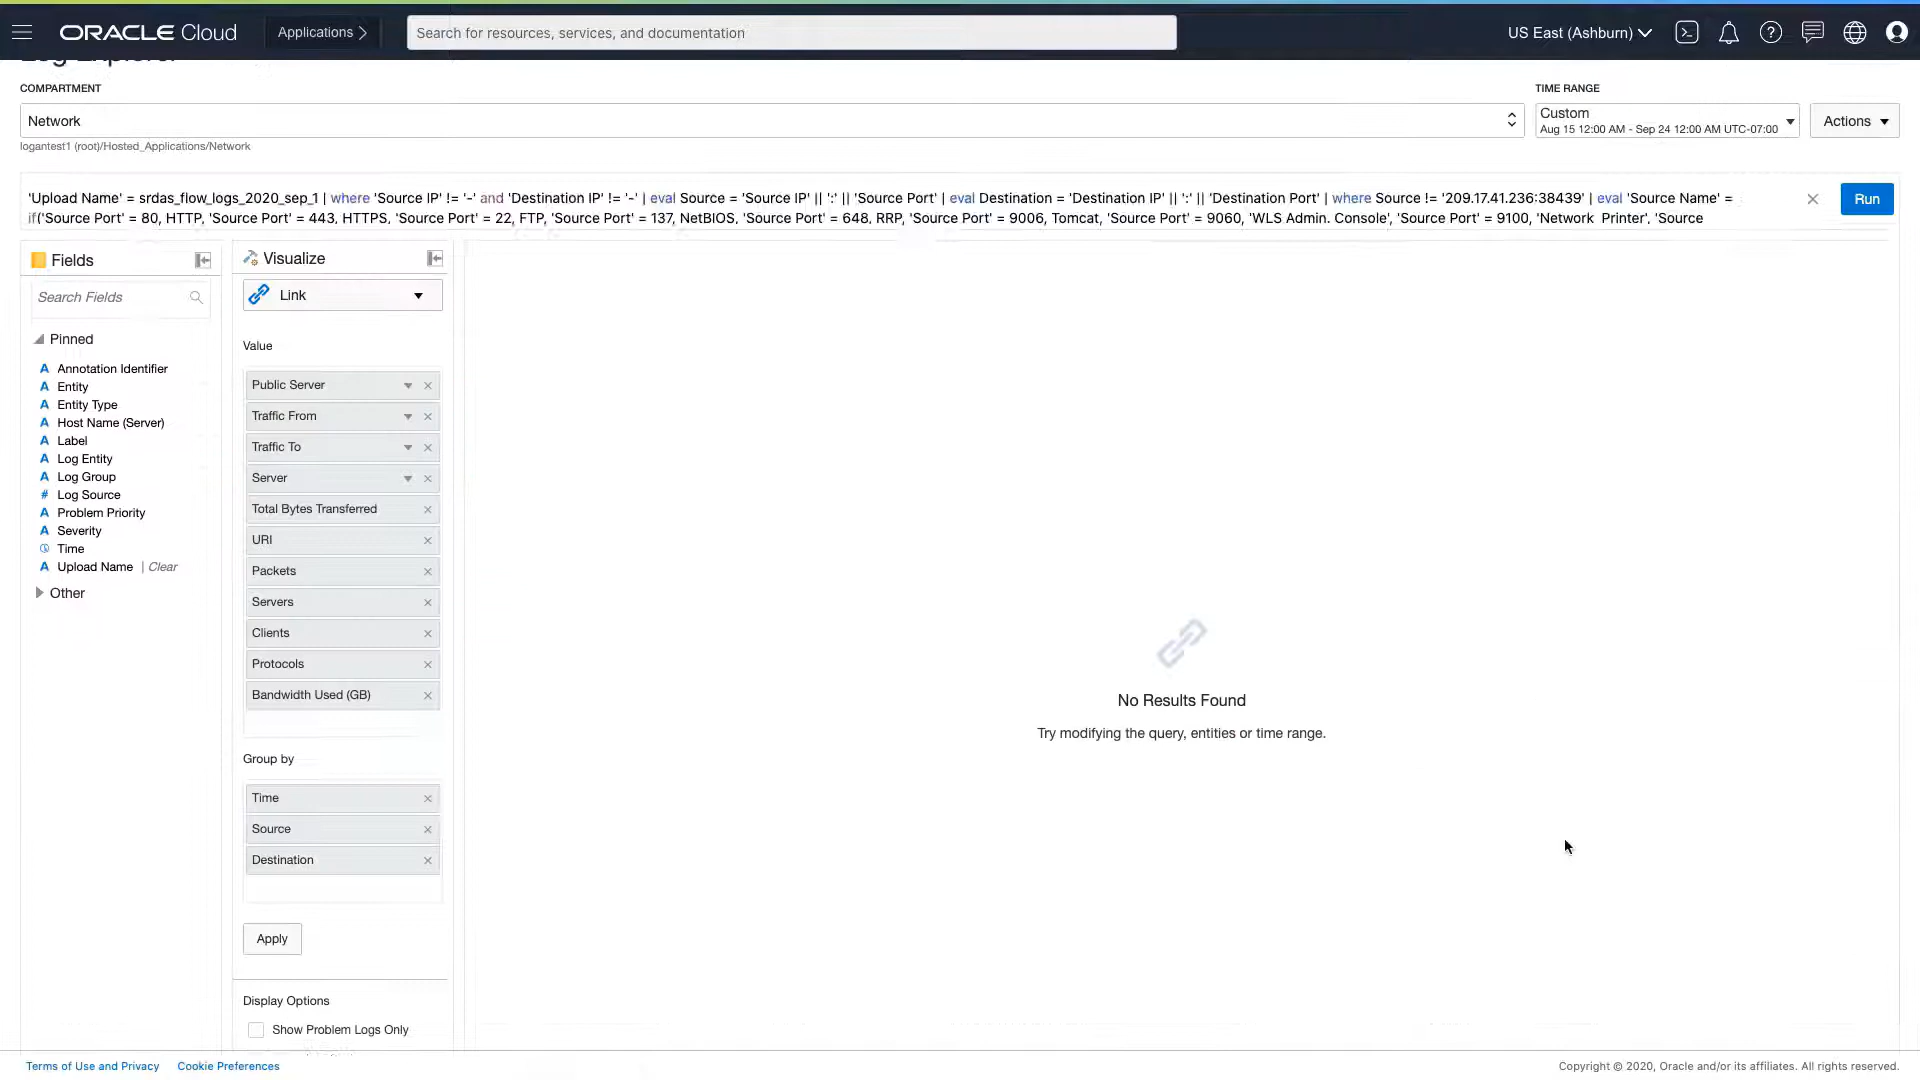 ORACLE Cloud
Applications
Search for resources, services, and documentation
US East (Ashburn)
Log Explorer
COMPARTMENT
Network
logantest1 (root)/Hosted_Applications/Network
TIME RANGE
Custom
Aug 15 12:00 AM - Sep 24 12:00 AM UTC-07:00
Actions
'Upload Name' = srdas_flow_logs_2020_sep_1 | where 'Source IP' != '-' and 'Destination IP' != '-' | eval Source = 'Source IP' || ':' || 'Source Port' | eval Destination = 'Destination IP' || ':' || 'Destination Port' | where Source != '209.17.41.236:38439' | eval 'Source Name' =
if('Source Port' = 80, HTTP, 'Source Port' = 443, HTTPS, 'Source Port' = 22, FTP, 'Source Port' = 137, NetBIOS, 'Source Port' = 648, RRP, 'Source Port' = 9006, Tomcat, 'Source Port' = 9060, 'WLS Admin. Console', 'Source Port' = 9100, 'Network  Printer', 'Source
Run
Fields
Search Fields
Pinned
Annotation Identifier
Entity
Entity Type
Host Name (Server)
Label
Log Entity
Log Group
Log Source
Problem Priority
Severity
Time
Upload Name | Clear
Other
Visualize
Link
Value
Public Server
Traffic From
Traffic To
Server
Total Bytes Transferred
URI
Packets
Servers
Clients
Protocols
Bandwidth Used (GB)
Group by
Time
Source
Destination
Apply
Display Options
Show Problem Logs Only
No Results Found
Try modifying the query, entities or time range.
Terms of Use and Privacy
Cookie Preferences
Copyright © 2020, Oracle and/or its affiliates. All rights reserved.